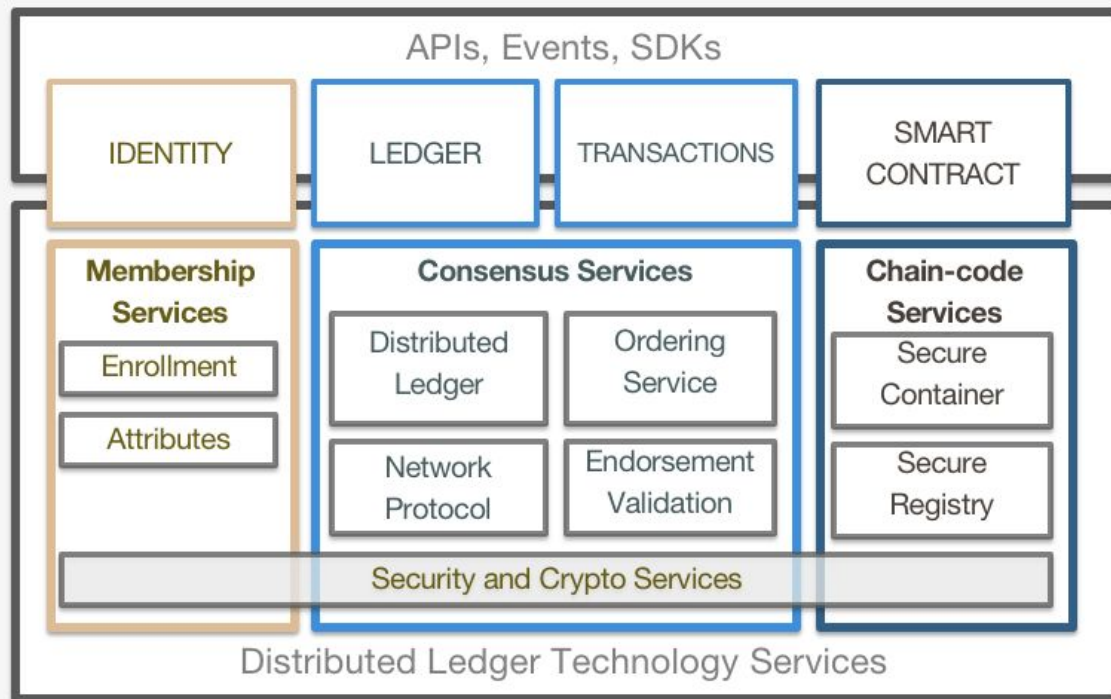 APIs, Events, SDKs
IDENTITY
LEDGER
TRANSACTIONS
SMART
CONTRACT
Membership
Services
Enrollment
Attributes
Consensus Services
Distributed
Ledger
Ordering
Service
Network
Protocol
Endorsement
Validation
Chain-code
Services
Secure
Container
Secure
Registry
Security and Crypto Services
Distributed Ledger Technology Services